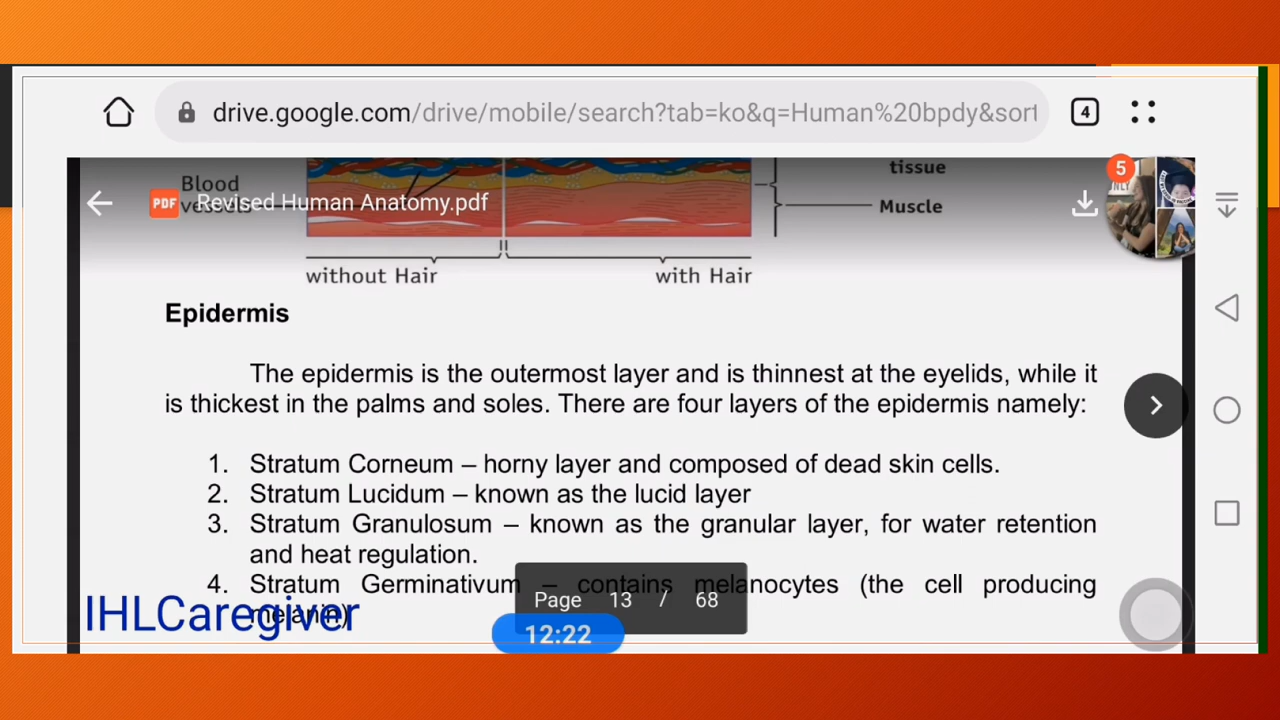 drive.google.com/drive/mobile/search?tab=ko&q=Human%20bpdy&sort
4
tissue
5
Blood
vessels
PDF Revised Human Anatomy.pdf
Muscle
without Hair with Hair
Epidermis
The epidermis is the outermost layer and is thinnest at the eyelids, while it
is thickest in the palms and soles. There are four layers of the epidermis namely:
1. Stratum Corneum – horny layer and composed of dead skin cells.
2. Stratum Lucidum – known as the lucid layer
3. Stratum Granulosum – known as the granular layer, for water retention
and heat regulation.
4. Stratum Germinativum – contains melanocytes (the cell producing
melanin)
Page 13 / 68
IHLCaregiver
12:22